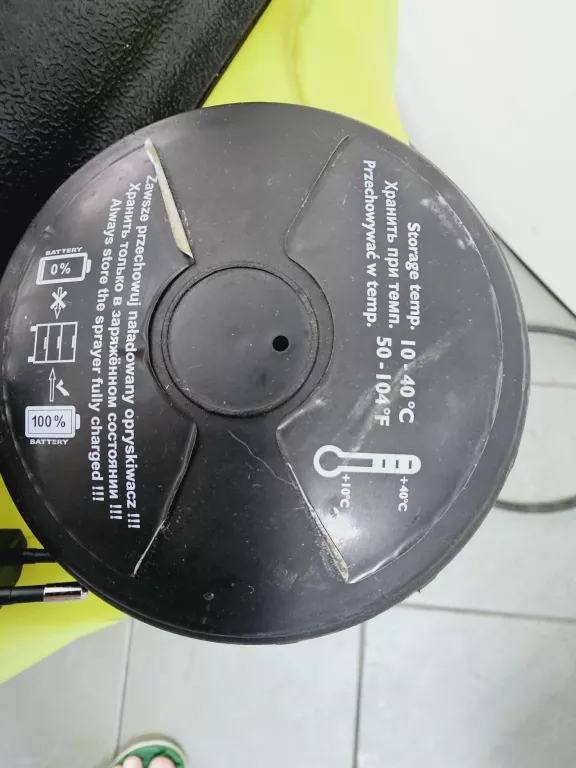 Storage temp. 10 - 40 °C
Хранить при темп.
Przechowywać w temp. 50 - 104 °F
+40°C
+10°C
Zawsze przechowuj naładowany opryskiwacz !!!
Хранить только в заряжённом состоянии !!!
Always store the sprayer fully charged !!!
BATTERY
0%
100%
BATTERY